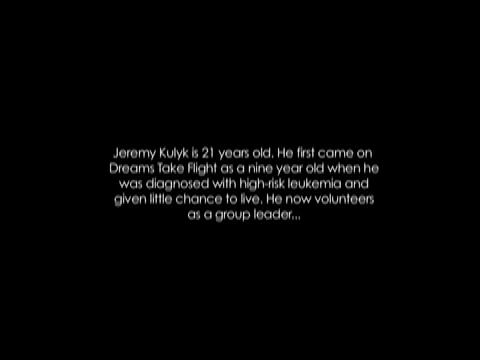 Jeremy Kulyk is 21 years old. He first came on
Dreams Take Flight as a nine year old when he
was diagnosed with high-risk leukemia and
given little chance to live. He now volunteers
as a group leader...